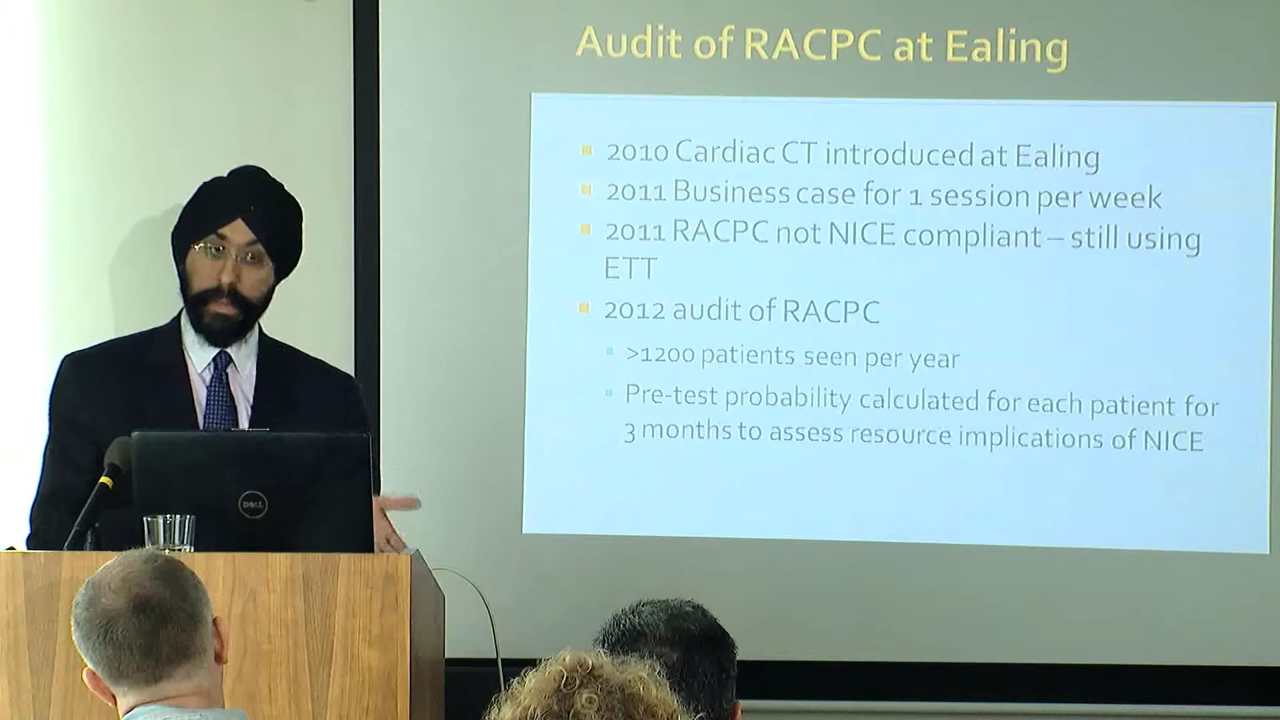 Audit of RACPC at Ealing
2010 Cardiac CT introduced at Ealing
2011 Business case for 1 session per week
2011 RACPC not NICE compliant – still using
ETT
2012 audit of RACPC
>1200 patients seen per year
Pre-test probability calculated for each patient for
3 months to assess resource implications of NICE
DELL